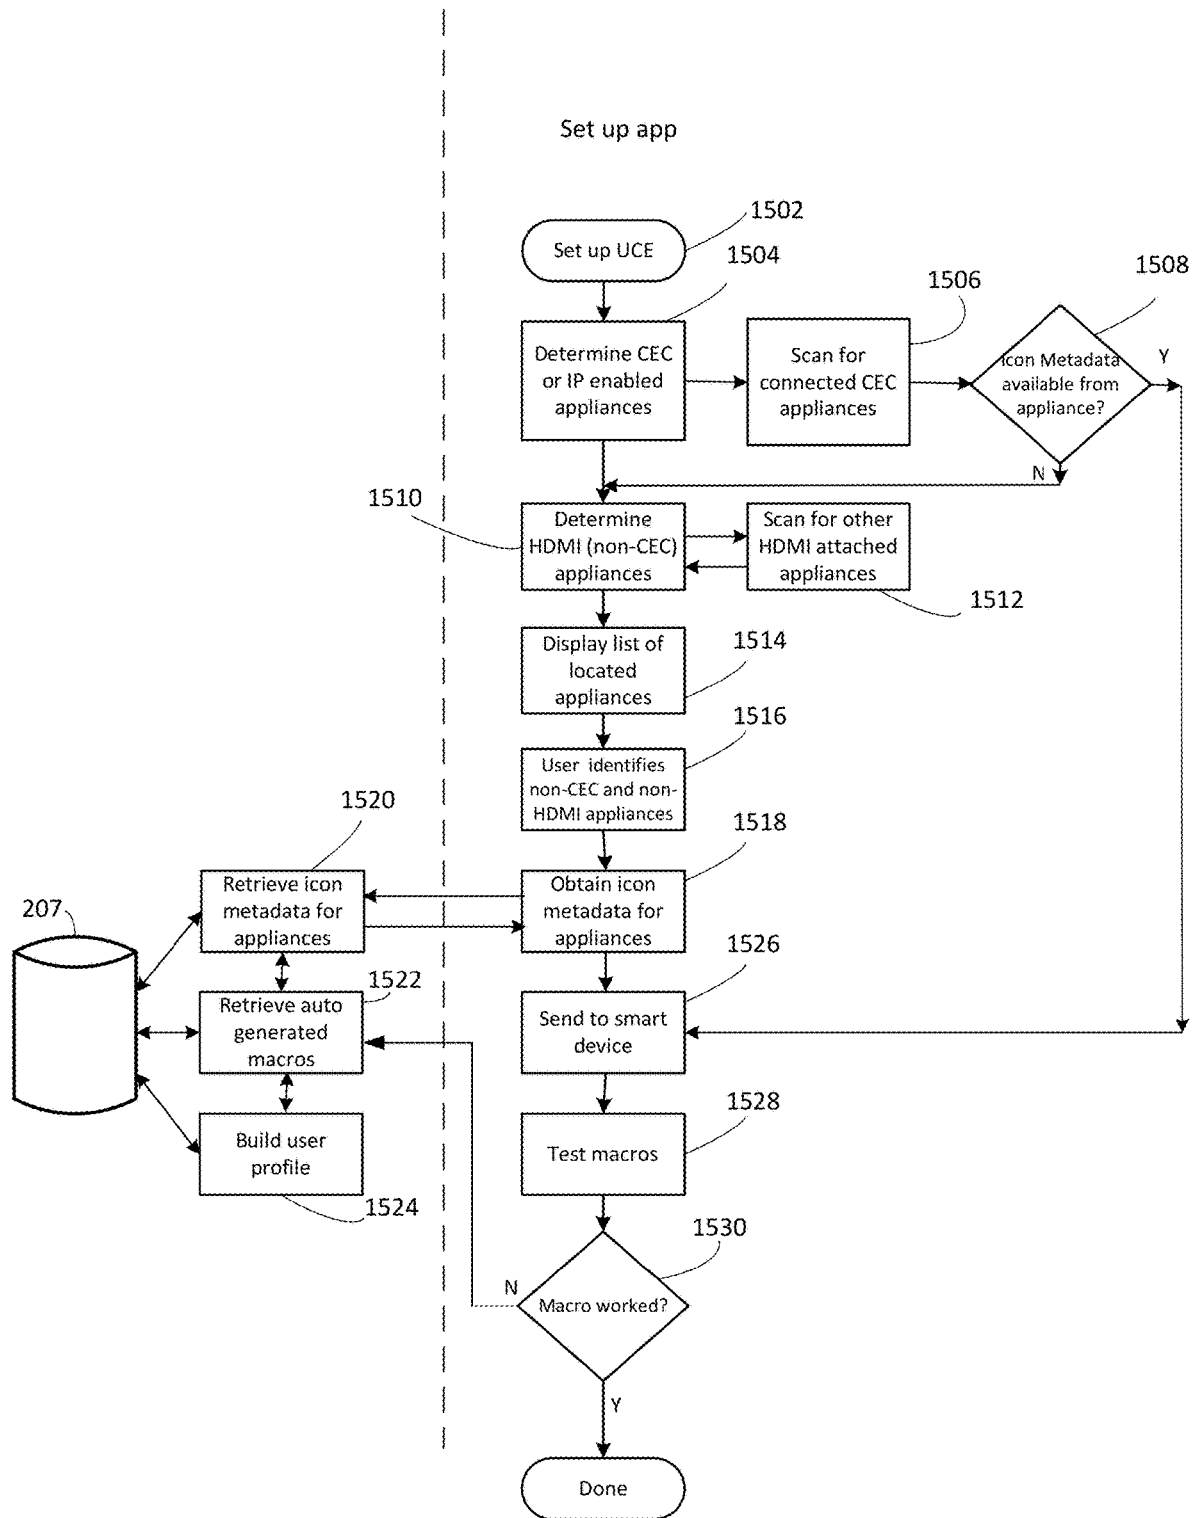 Set up app
1502
Set up UCE
1504
Determine CEC
or IP enabled
appliances
1506
Scan for
connected CEC
appliances
1508
Icon Metadata
available from
appliance?
Y
N
1510
Determine
HDMI (non-CEC)
appliances
Scan for other
HDMI attached
appliances
1512
Display list of
located
appliances
1514
1516
User identifies
non-CEC and non-
HDMI appliances
1518
1520
Retrieve icon
metadata for
appliances
Obtain icon
metadata for
appliances
207
1526
1522
Retrieve auto
generated
macros
Send to smart
device
1528
Build user
profile
1524
Test macros
1530
N
Macro worked?
Y
Done